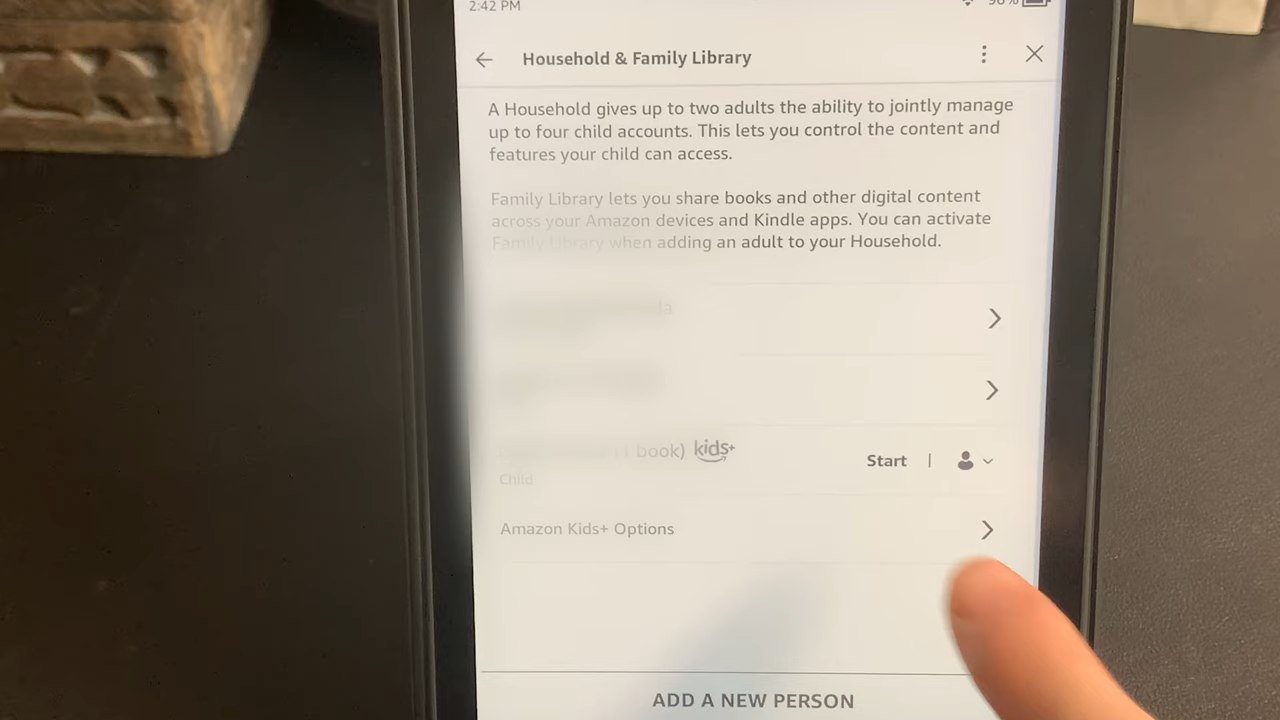 2:42 PM
Household & Family Library
A Household gives up to two adults the ability to jointly manage
up to four child accounts. This lets you control the content and
features your child can access.
Family Library lets you share books and other digital content
across your Amazon devices and Kindle apps. You can activate
Family Library when adding an adult to your Household.
(1 book) kids+
Start |
Child
Amazon Kids+ Options
ADD A NEW PERSON